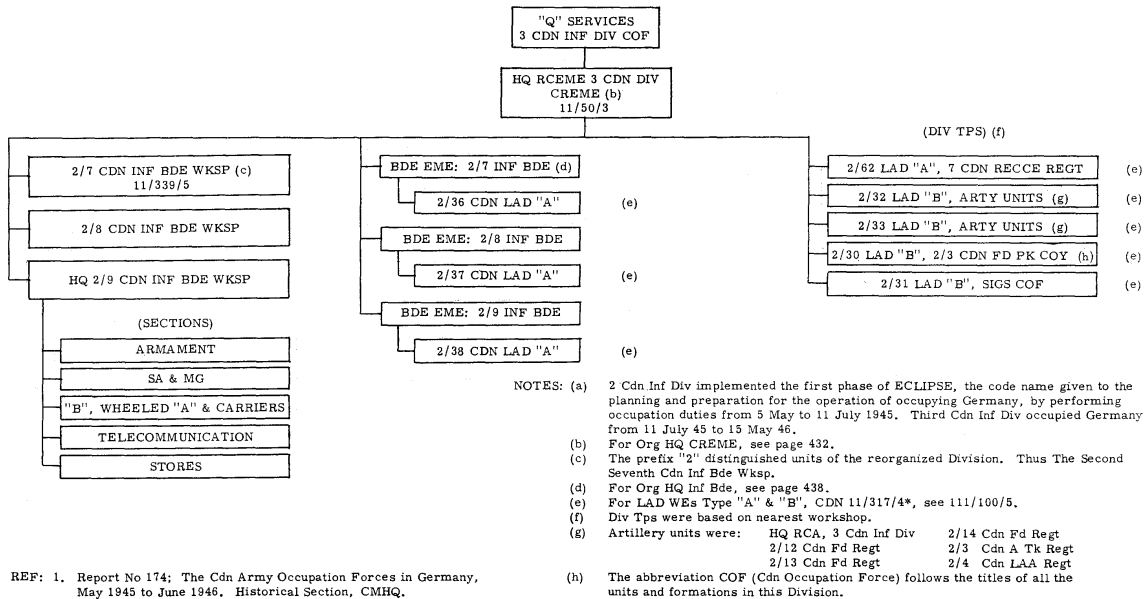 "Q" SERVICES
3 CDN INF DIV COF
HQ RCEME 3 CDN DIV
CREME (b)
11/50/3
2/7 CDN INF BDE WKSP (c)
11/339/5
2/8 CDN INF BDE WKSP
HQ 2/9 CDN INF BDE WKSP
(SECTIONS)
ARMAMENT
SA & MG
"B", WHEELED "A" & CARRIERS
TELECOMMUNICATION
STORES
BDE EME: 2/7 INF BDE (d)
2/36 CDN LAD "A" (e)
BDE EME: 2/8 INF BDE
2/37 CDN LAD "A" (e)
BDE EME: 2/9 INF BDE
2/38 CDN LAD "A" (e)
(DIV TPS) (f)
2/62 LAD "A", 7 CDN RECCE REGT (e)
2/32 LAD "B", ARTY UNITS (g) (e)
2/33 LAD "B", ARTY UNITS (g) (e)
2/30 LAD "B", 2/3 CDN FD PK COY (h) (e)
2/31 LAD "B", SIGS COF (e)
NOTES: (a) 2 Cdn Inf Div implemented the first phase of ECLIPSE, the code name given to the
planning and preparation for the operation of occupying Germany, by performing
occupation duties from 5 May to 11 July 1945. Third Cdn Inf Div occupied Germany
from 11 July 45 to 15 May 46.
(b) For Org HQ CREME, see page 432.
(c) The prefix "2" distinguished units of the reorganized Division. Thus The Second
Seventh Cdn Inf Bde Wksp.
(d) For Org HQ Inf Bde, see page 438.
(e) For LAD WEs Type "A" & "B", CDN 11/317/4*, see 111/100/5.
(f) Div Tps were based on nearest workshop.
(g) Artillery units were: HQ RCA, 3 Cdn Inf Div 2/14 Cdn Fd Regt
2/12 Cdn Fd Regt 2/3 Cdn A Tk Regt
2/13 Cdn Fd Regt 2/4 Cdn LAA Regt
(h) The abbreviation COF (Cdn Occupation Force) follows the titles of all the
units and formations in this Division.
REF: 1. Report No 174; The Cdn Army Occupation Forces in Germany,
May 1945 to June 1946. Historical Section, CMHQ.